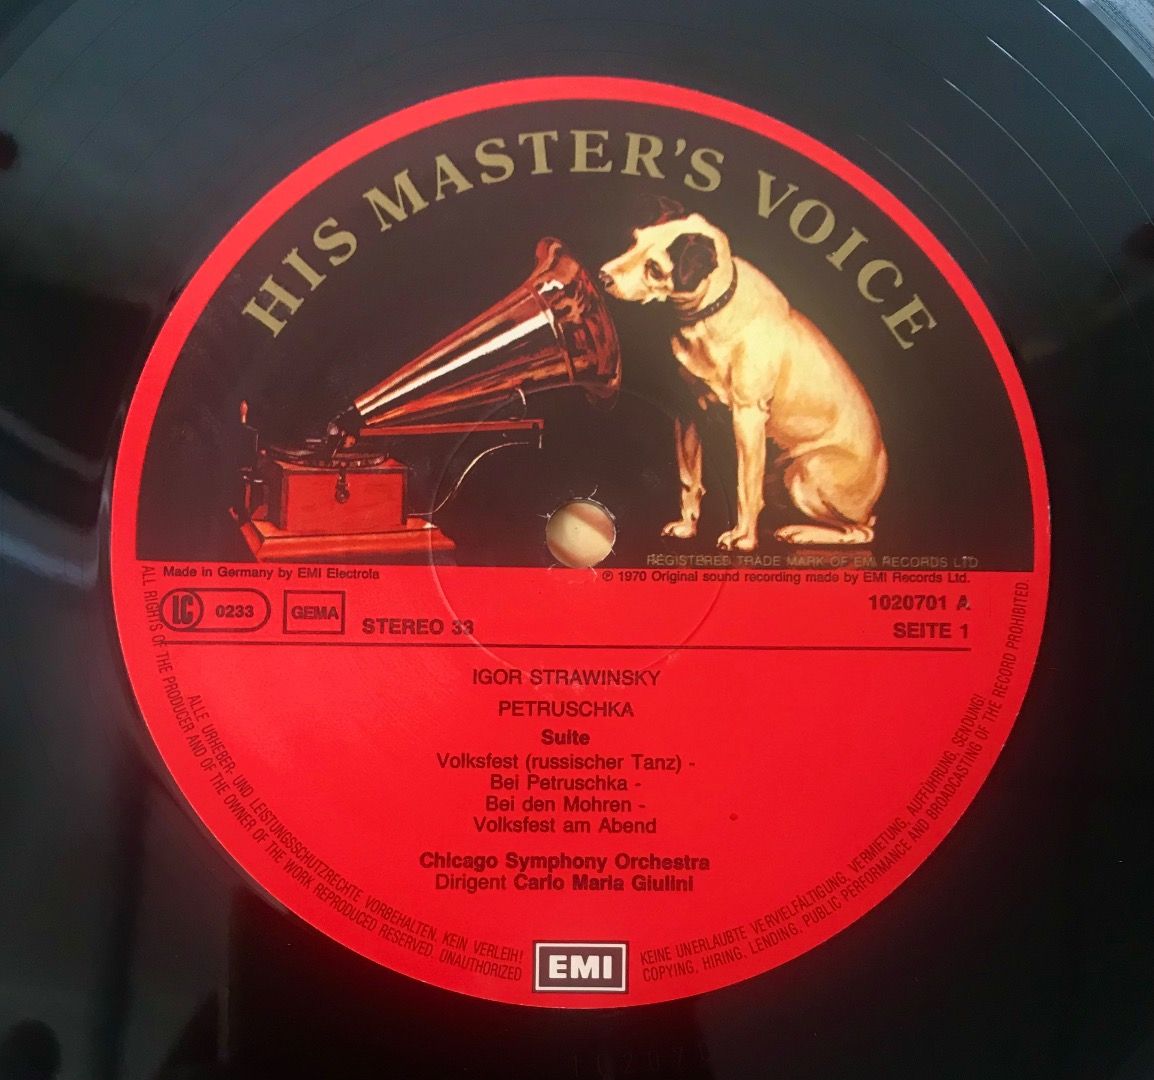 HIS MASTER'S VOICE
REGISTERED TRADE MARK OF EMI RECORDS LTD
Made in Germany by EMI Electrola
℗ 1970 Original sound recording made by EMI Records Ltd.
LC 0233
GEMA
STEREO 33
1020701 A
SEITE 1
IGOR STRAWINSKY
PETRUSCHKA
Suite
Volksfest (russischer Tanz) -
Bei Petruschka -
Bei den Mohren -
Volksfest am Abend
Chicago Symphony Orchestra
Dirigent Carlo Maria Giulini
ALLE URHEBER- UND LEISTUNGSSCHUTZRECHTE VORBEHALTEN. KEIN VERLEIH! KEINE UNERLAUBTE VERVIELFÄLTIGUNG, VERMIETUNG, AUFFÜHRUNG, SENDUNG!
ALL RIGHTS OF THE PRODUCER AND OF THE OWNER OF THE WORK REPRODUCED RESERVED. UNAUTHORIZED COPYING, HIRING, LENDING, PUBLIC PERFORMANCE AND BROADCASTING OF THE RECORD PROHIBITED.
EMI